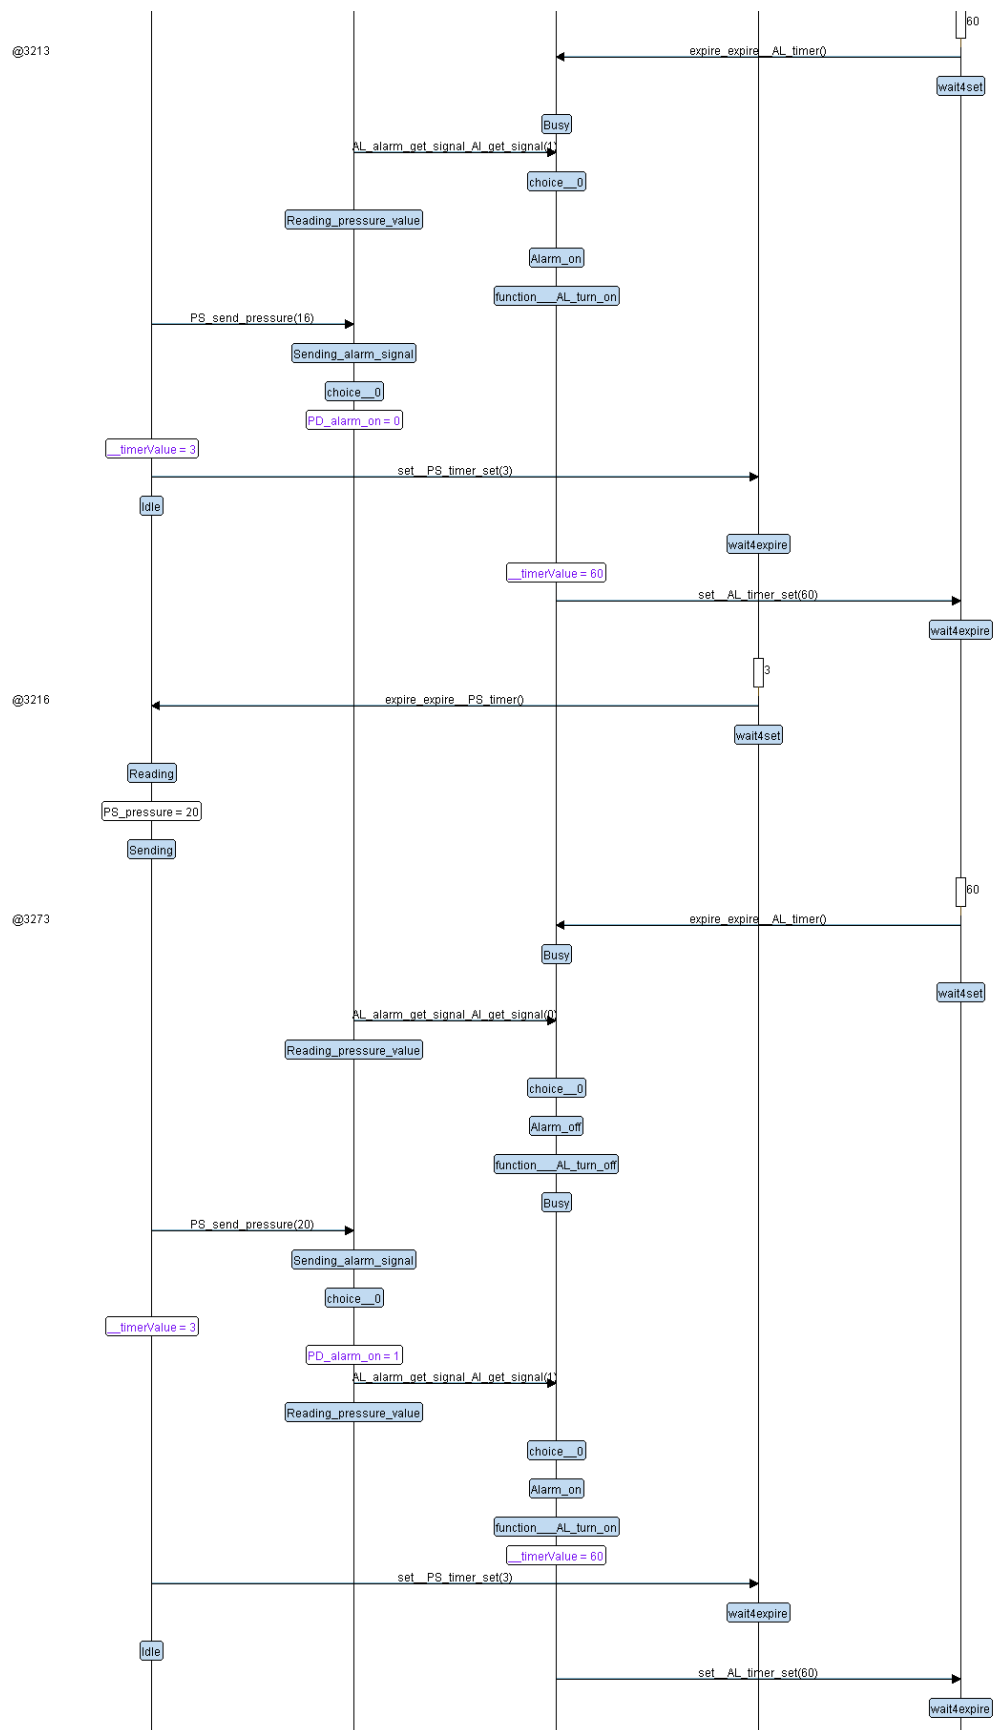 60
@3213
expire_expire__AL_timer()
wait4set
Busy
AL_alarm_get_signal_AI_get_signal(1)
choice__0
Reading_pressure_value
Alarm_on
function___AL_turn_on
PS_send_pressure(16)
Sending_alarm_signal
choice__0
PD_alarm_on = 0
__timerValue = 3
set__PS_timer_set(3)
Idle
wait4expire
__timerValue = 60
set__AL_timer_set(60)
wait4expire
3
@3216
expire_expire__PS_timer()
wait4set
Reading
PS_pressure = 20
Sending
60
@3273
expire_expire__AL_timer()
Busy
wait4set
AL_alarm_get_signal_AI_get_signal(0)
Reading_pressure_value
choice__0
Alarm_off
function___AL_turn_off
Busy
PS_send_pressure(20)
Sending_alarm_signal
choice__0
__timerValue = 3
PD_alarm_on = 1
AL_alarm_get_signal_AI_get_signal(1)
Reading_pressure_value
choice__0
Alarm_on
function___AL_turn_on
__timerValue = 60
set__PS_timer_set(3)
wait4expire
Idle
set__AL_timer_set(60)
wait4expire